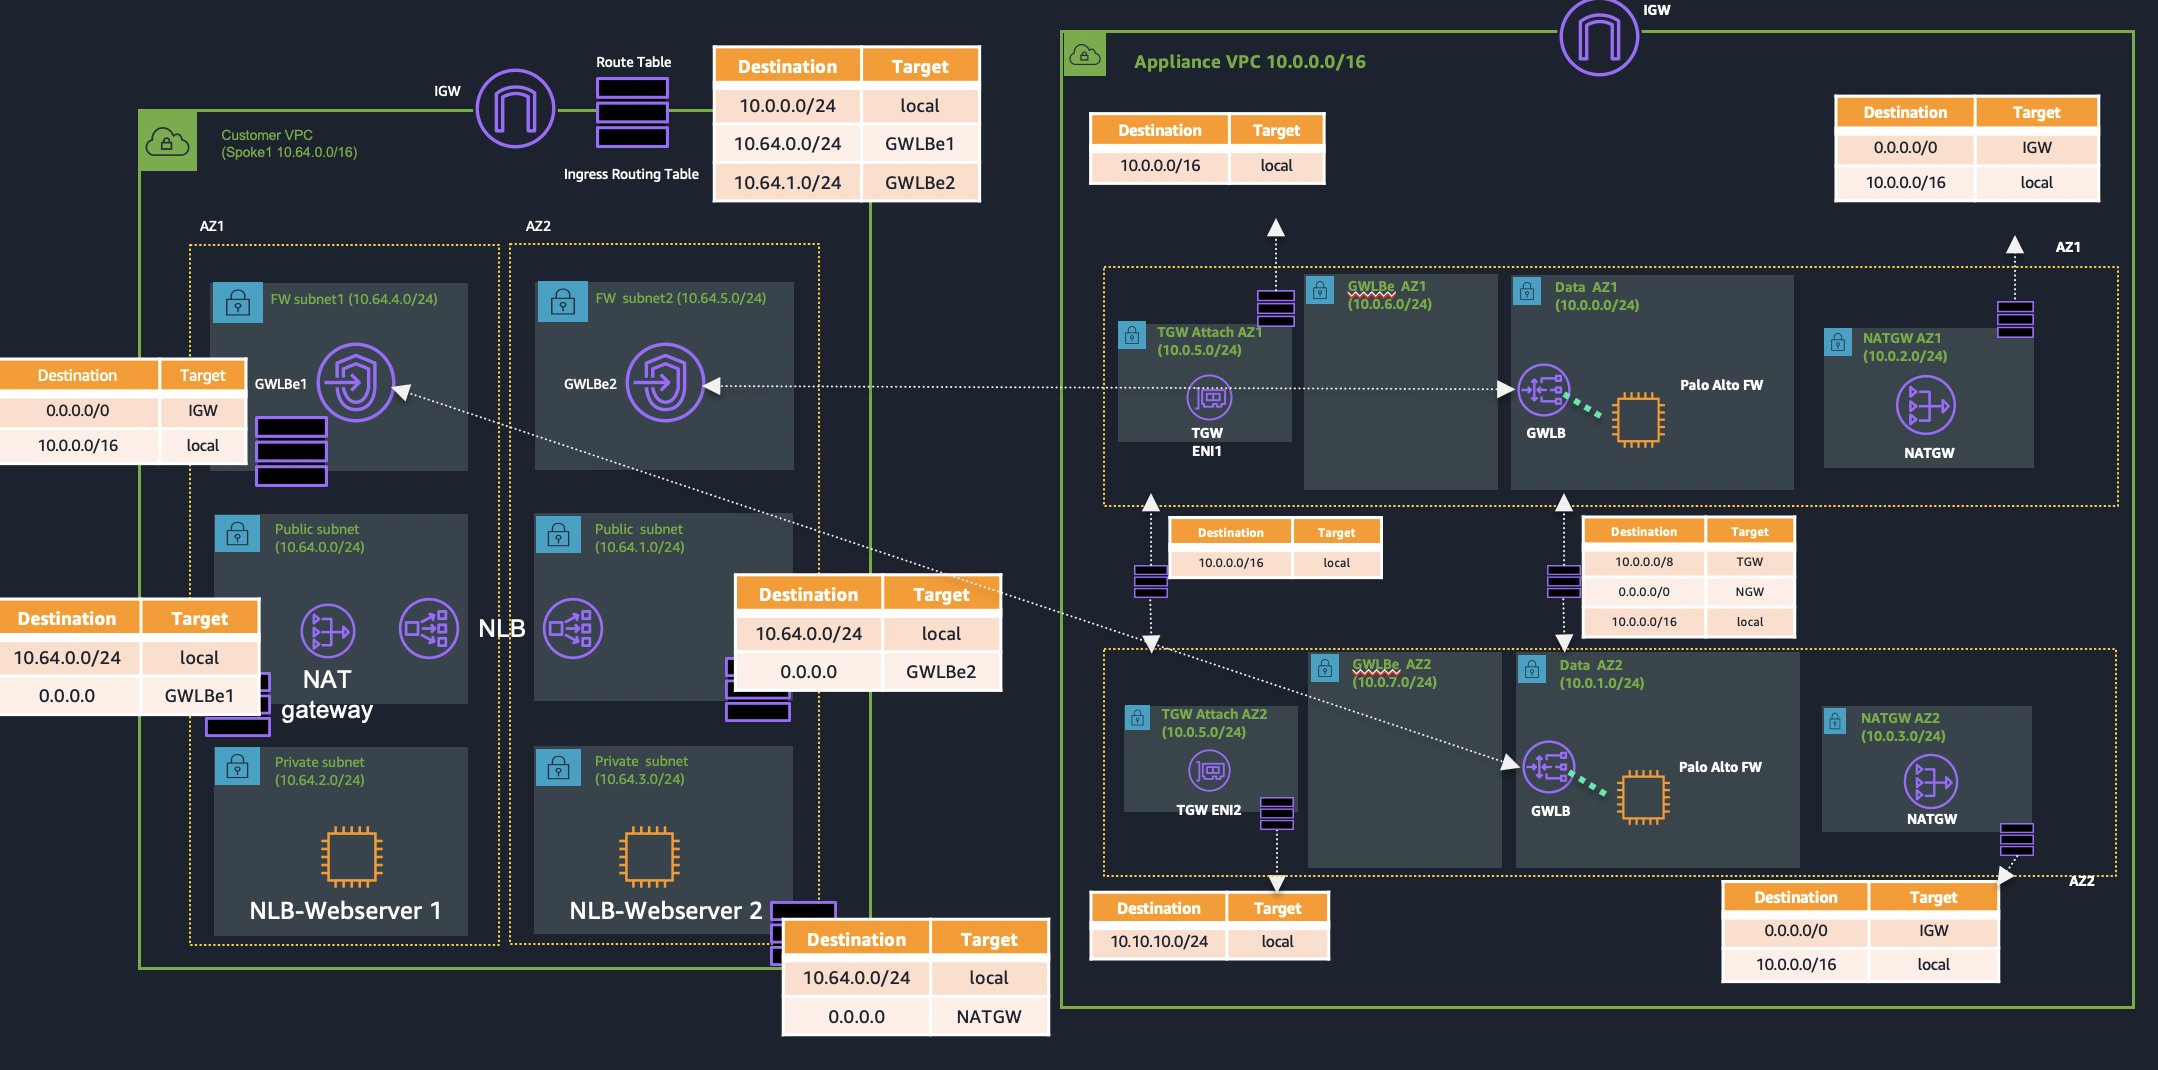 IGW
Route Table
Ingress Routing Table
Destination Target
10.0.0.0/24 local
10.64.0.0/24 GWLBe1
10.64.1.0/24 GWLBe2
Customer VPC
(Spoke1 10.64.0.0/16)
AZ1
AZ2
FW subnet1 (10.64.4.0/24)
GWLBe1
FW subnet2 (10.64.5.0/24)
GWLBe2
Destination Target
0.0.0.0/0 IGW
10.0.0.0/16 local
Public subnet
(10.64.0.0/24)
NAT
gateway
NLB
Public subnet
(10.64.1.0/24)
Destination Target
10.64.0.0/24 local
0.0.0.0 GWLBe1
Destination Target
10.64.0.0/24 local
0.0.0.0 GWLBe2
Private subnet
(10.64.2.0/24)
NLB-Webserver 1
Private subnet
(10.64.3.0/24)
NLB-Webserver 2
Destination Target
10.64.0.0/24 local
0.0.0.0 NATGW
IGW
Appliance VPC 10.0.0.0/16
Destination Target
10.0.0.0/16 local
Destination Target
0.0.0.0/0 IGW
10.0.0.0/16 local
AZ1
TGW Attach AZ1
(10.0.5.0/24)
TGW
ENI1
GWLBe AZ1
(10.0.6.0/24)
Data AZ1
(10.0.0.0/24)
GWLB
Palo Alto FW
NATGW AZ1
(10.0.2.0/24)
NATGW
Destination Target
10.0.0.0/16 local
Destination Target
10.0.0.0/8 TGW
0.0.0.0/0 NGW
10.0.0.0/16 local
TGW Attach AZ2
(10.0.5.0/24)
TGW ENI2
GWLBe AZ2
(10.0.7.0/24)
Data AZ2
(10.0.1.0/24)
GWLB
Palo Alto FW
NATGW AZ2
(10.0.3.0/24)
NATGW
AZ2
Destination Target
10.10.10.0/24 local
Destination Target
0.0.0.0/0 IGW
10.0.0.0/16 local